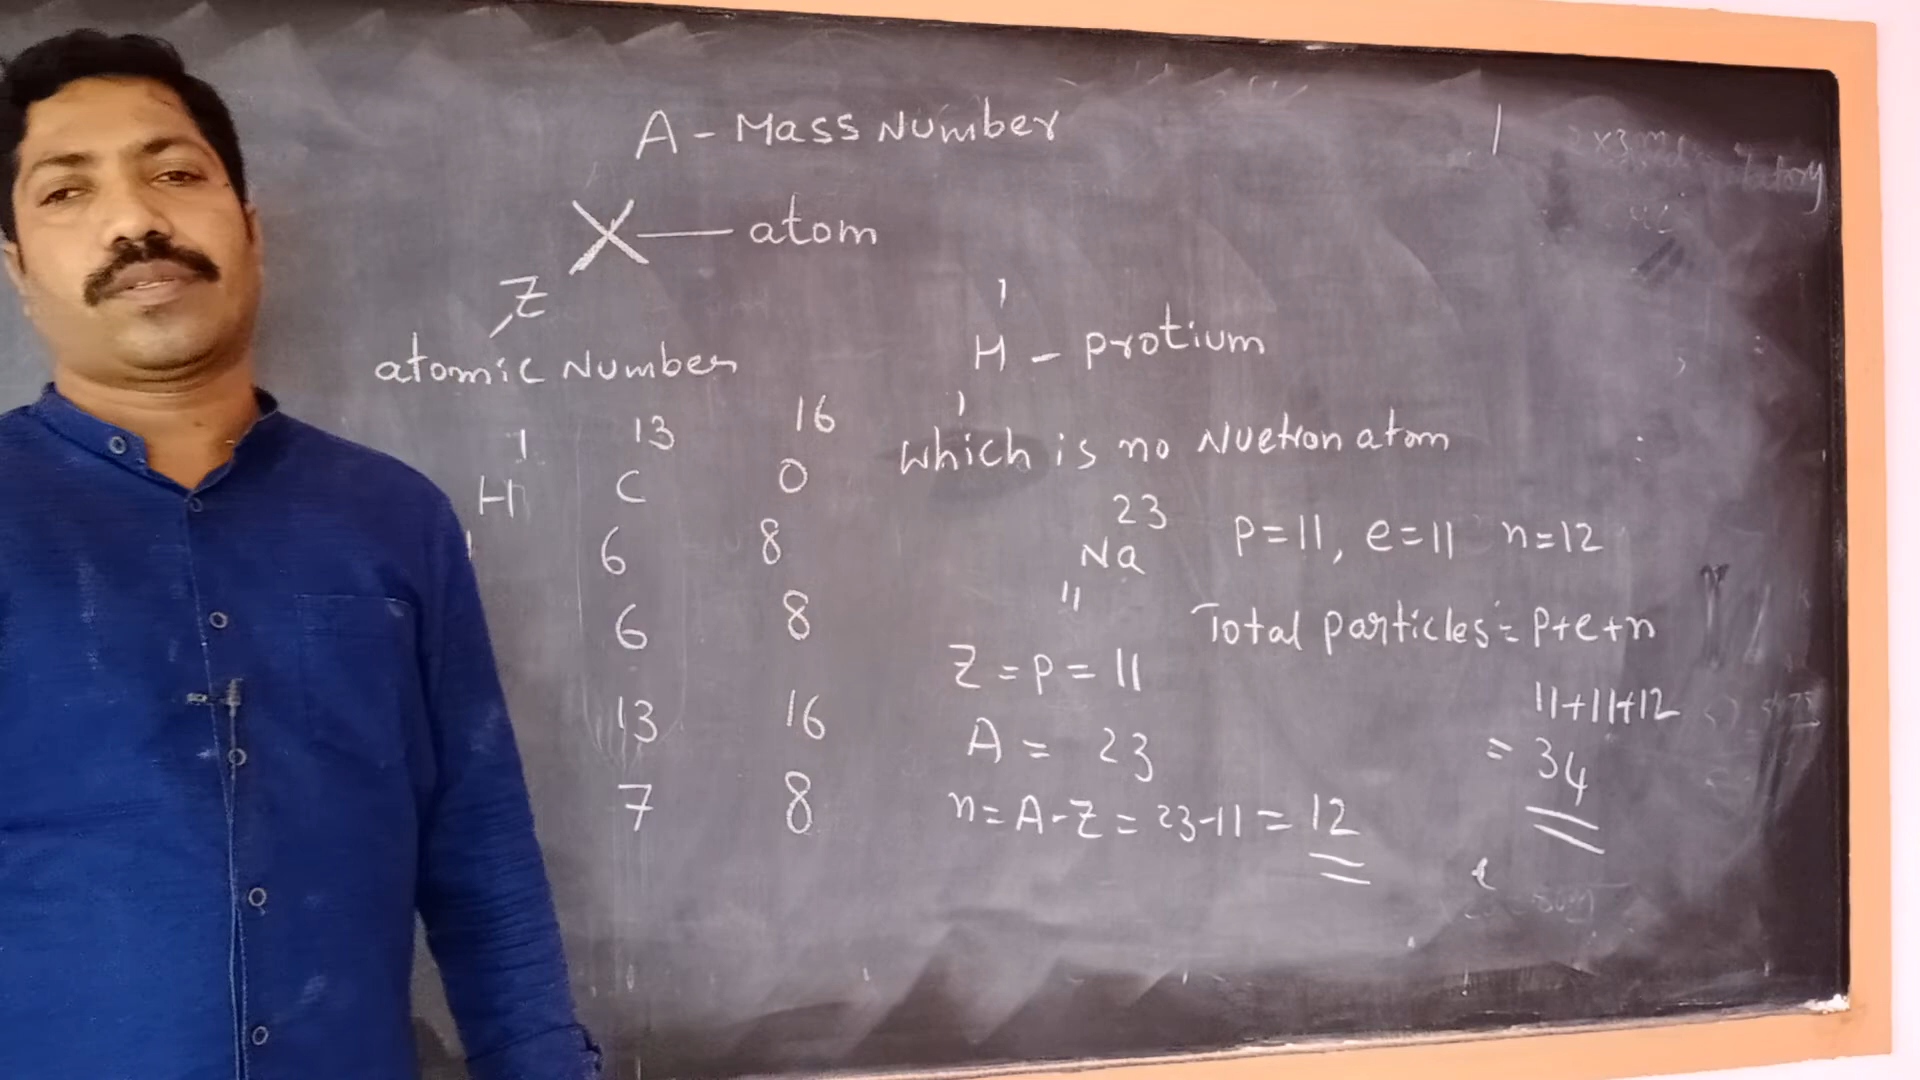 A - Mass Number
X — atom
Z
atomic Number
1 13 16
H C O
1 6 8
6 8
13 16
7 8
1
H - protium
1
which is no Nuetron atom
23
Na
11
p=11, e=11 n=12
Total particles = p+e+n
11+11+12
= 34
Z = p = 11
A = 23
n = A-Z = 23-11 = 12